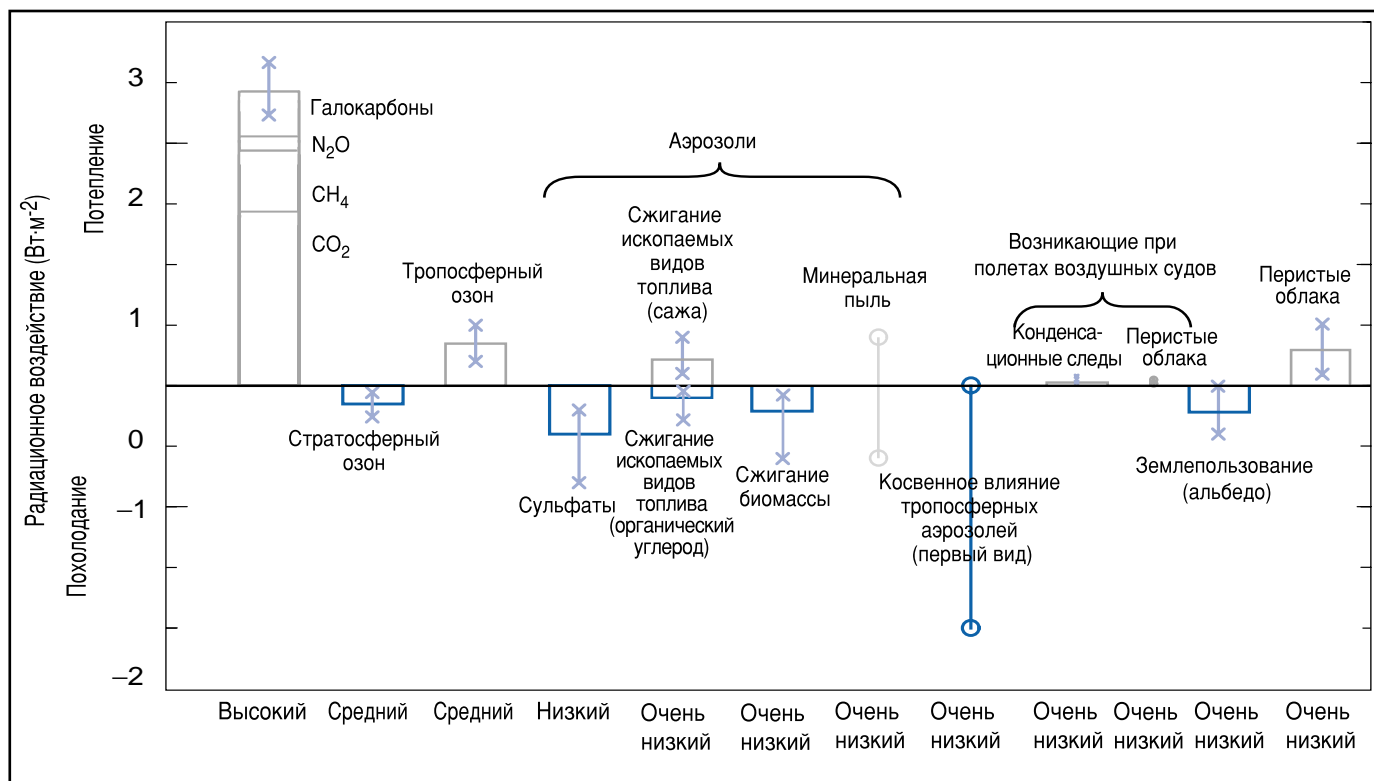 Радиационное воздействие (Вт·м-2)
Потепление
Похолодание
3
2
1
0
–1
–2
Галокарбоны
N2O
CH4
CO2
Стратосферный
озон
Тропосферный
озон
Аэрозоли
Сульфаты
Сжигание
ископаемых
видов
топлива
(сажа)
Сжигание
ископаемых
видов
топлива
(органический
углерод)
Сжигание
биомассы
Минеральная
пыль
Косвенное влияние
тропосферных
аэрозолей
(первый вид)
Возникающие при
полетах воздушных судов
Конденса-
ционные следы
Перистые
облака
Землепользование
(альбедо)
Перистые
облака
Высокий
Средний
Средний
Низкий
Очень
низкий
Очень
низкий
Очень
низкий
Очень
низкий
Очень
низкий
Очень
низкий
Очень
низкий
Очень
низкий